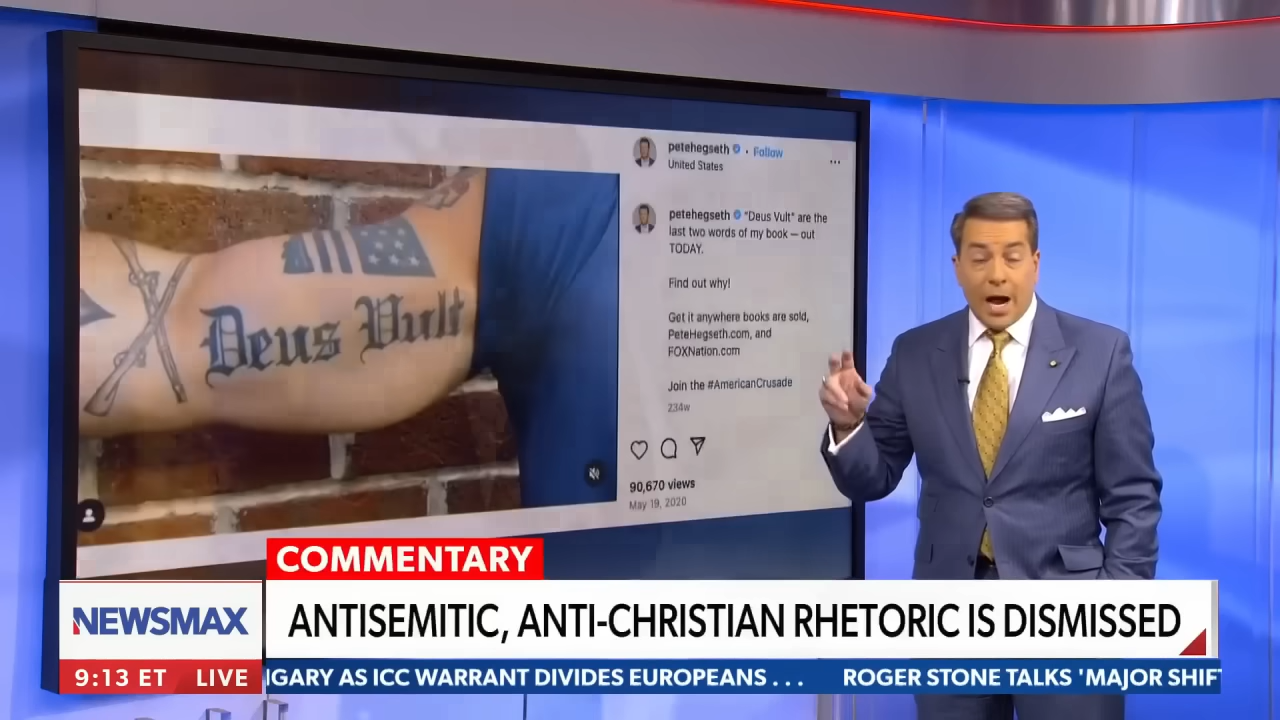 petehegseth • Follow
United States
...
petehegseth "Deus Vult" are the
last two words of my book — out
TODAY.
Find out why!
Get it anywhere books are sold,
PeteHegseth.com, and
FOXNation.com
Join the #AmericanCrusade
234w
90,670 views
May 19, 2020
Deus Vult
COMMENTARY
NEWSMAX
ANTISEMITIC, ANTI-CHRISTIAN RHETORIC IS DISMISSED
9:13 ET LIVE
GARY AS ICC WARRANT DIVIDES EUROPEANS . . . ROGER STONE TALKS 'MAJOR SHIF